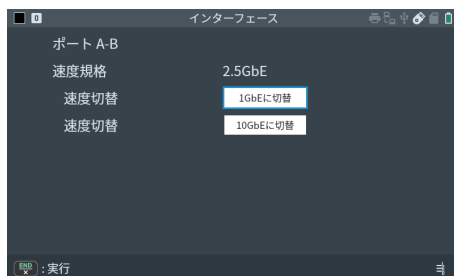 0 インターフェース
ポート A-B
速度規格 2.5GbE
速度切替 1GbEに切替
速度切替 10GbEに切替
END × :実行